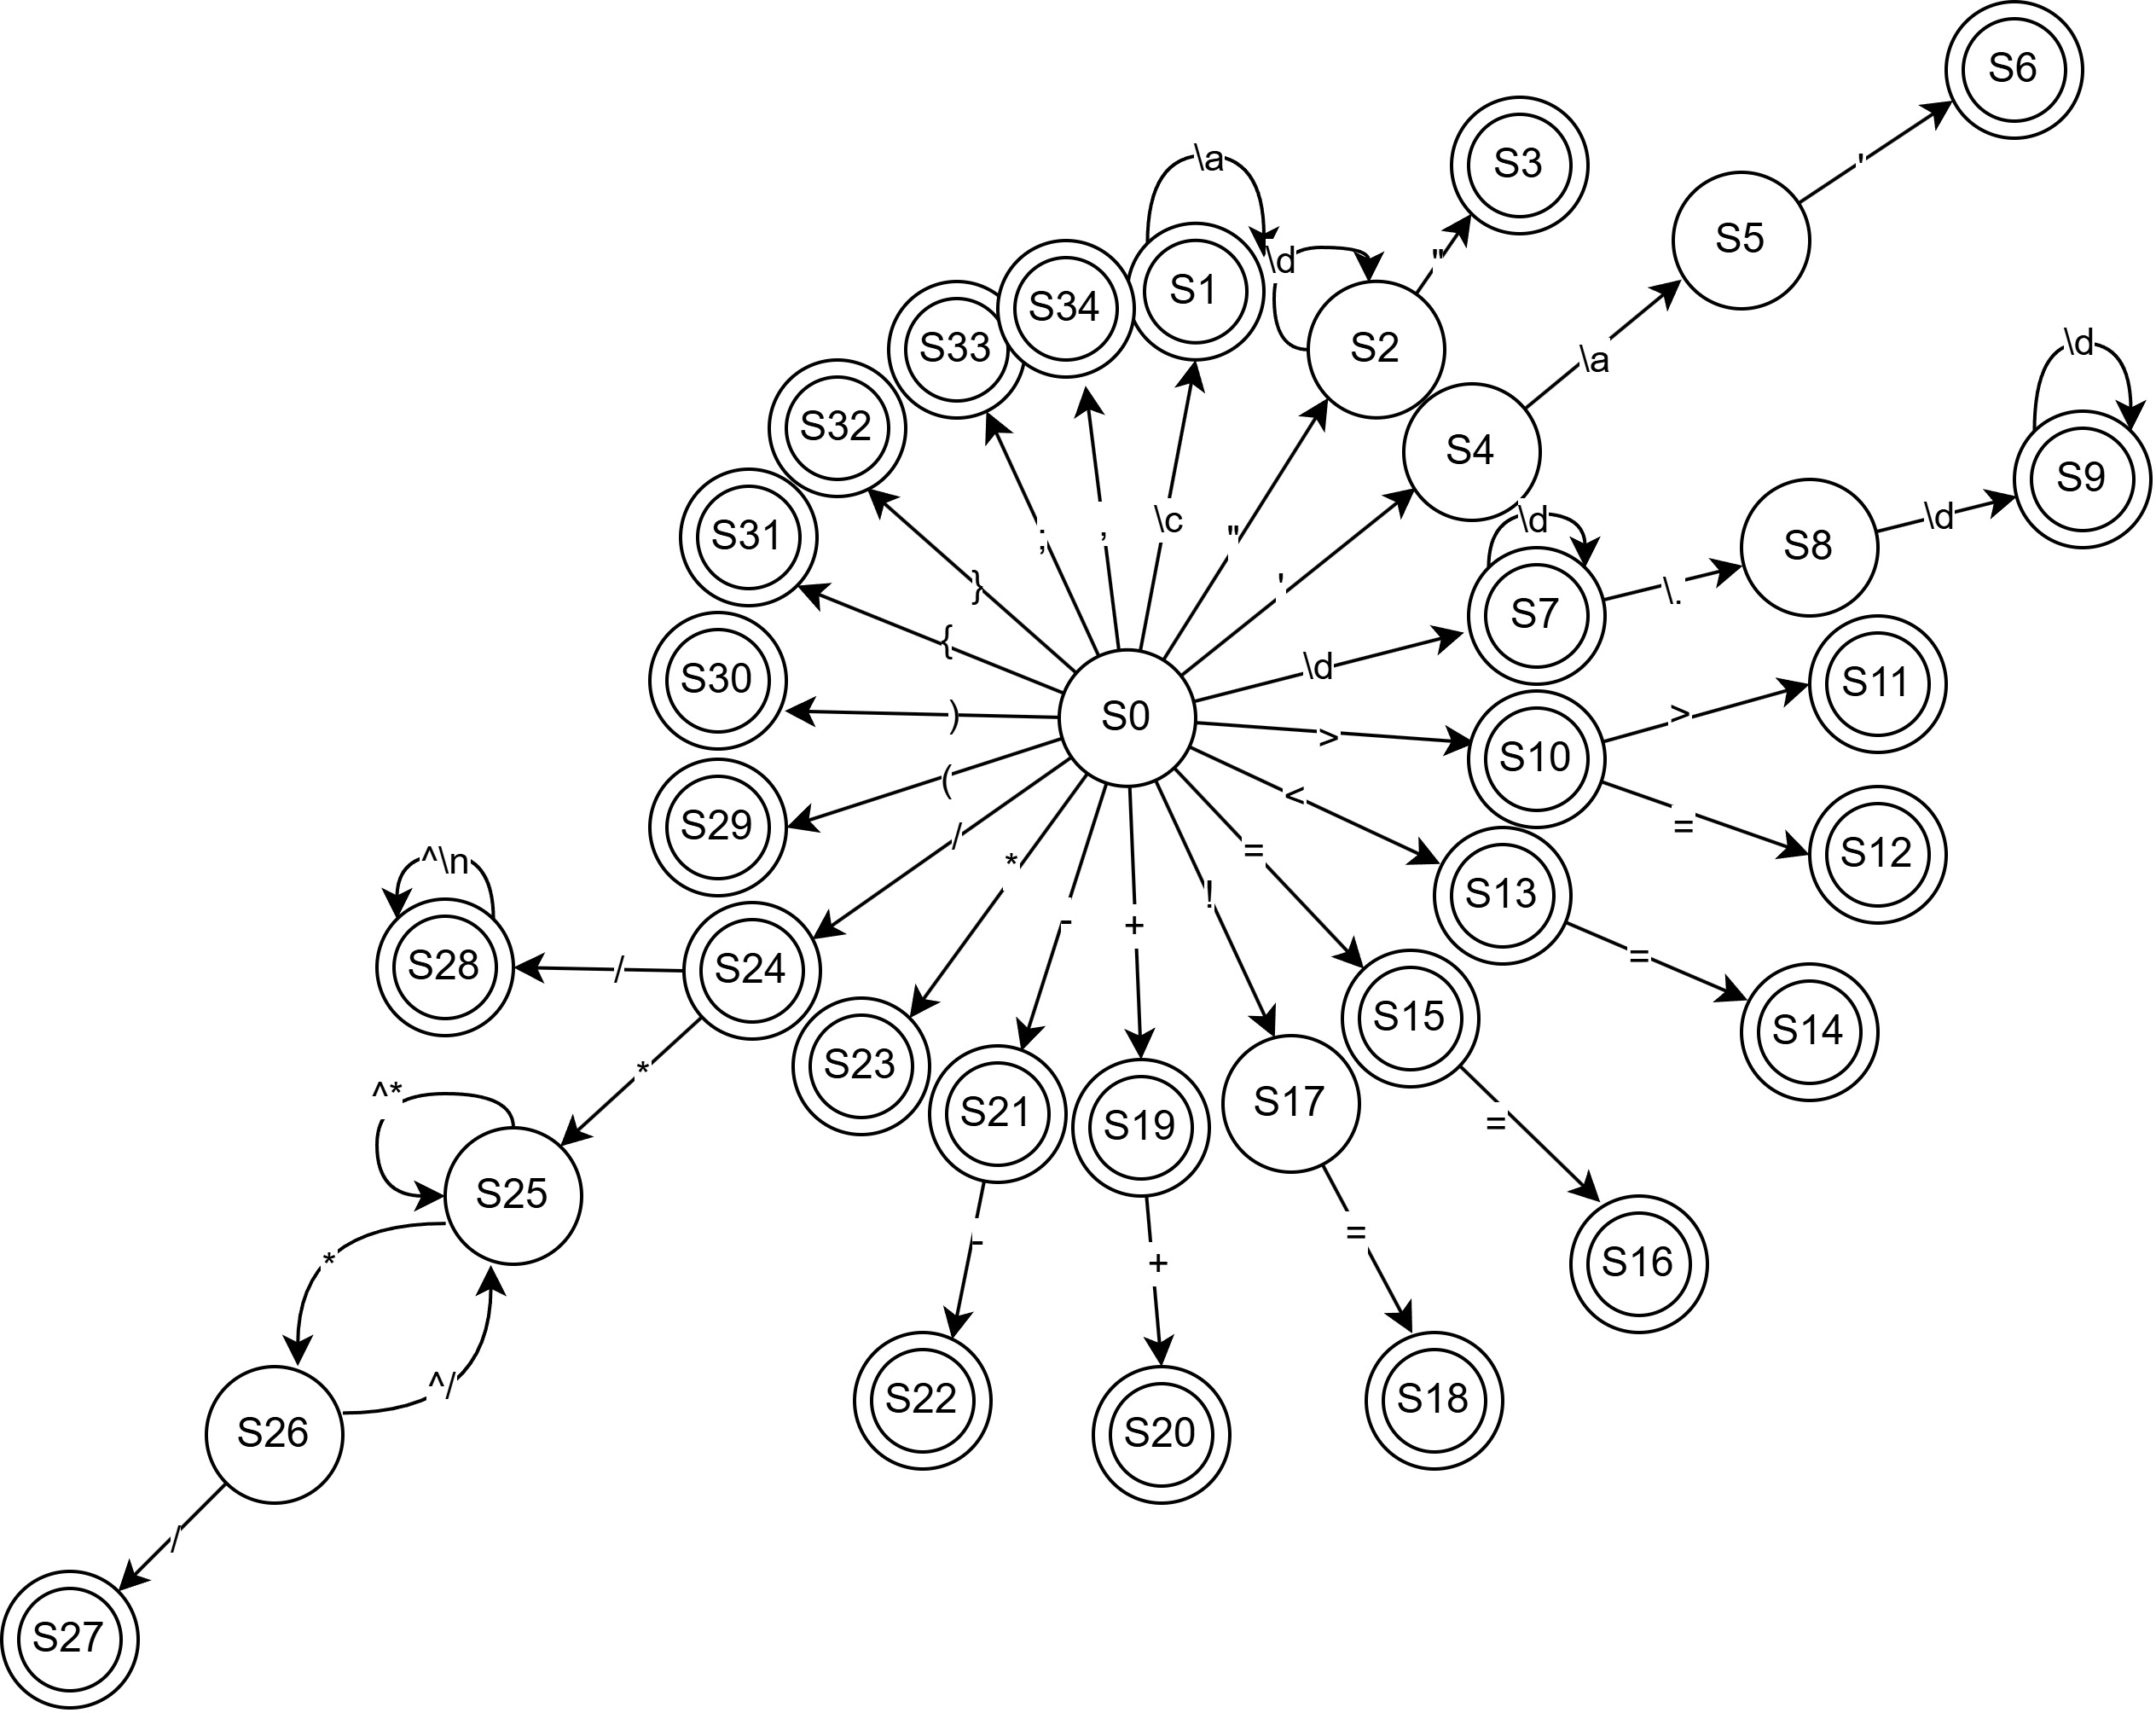 S6
S3
\a
S5
'
S34
S1
\d
"
S33
S2
\d
S32
\a
S4
S9
S31
;
,
\c
"
\d
S8
\d
}
'
S7
\.
{
S30
\d
S11
)
S0
>
>
S10
(
<
=
S12
S29
/
*
=
^\n
!
S13
-
+
=
S28
/
S24
S15
S14
*
S23
S21
S19
S17
=
^*
S25
-
+
=
S16
*
^/
S22
S20
S18
S26
/
S27